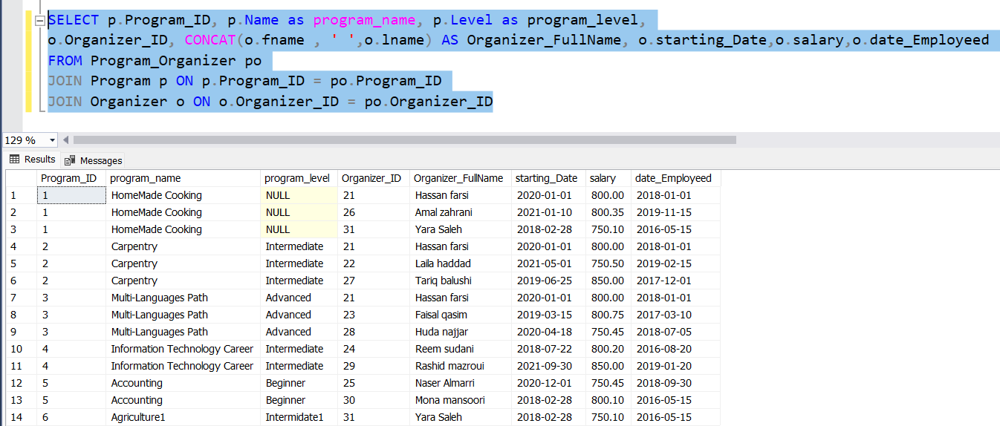 SELECT p.Program_ID, p.Name as program_name, p.Level as program_level,
o.Organizer_ID, CONCAT(o.fname , ' ',o.lname) AS Organizer_FullName, o.starting_Date,o.salary,o.date_Employeed
FROM Program_Organizer po
JOIN Program p ON p.Program_ID = po.Program_ID
JOIN Organizer o ON o.Organizer_ID = po.Organizer_ID
129 %
Results Messages
Program_ID program_name program_level Organizer_ID Organizer_FullName starting_Date salary date_Employeed
1 1 HomeMade Cooking NULL 21 Hassan farsi 2020-01-01 800.00 2018-01-01
2 1 HomeMade Cooking NULL 26 Amal zahrani 2021-01-10 800.35 2019-11-15
3 1 HomeMade Cooking NULL 31 Yara Saleh 2018-02-28 750.10 2016-05-15
4 2 Carpentry Intermediate 21 Hassan farsi 2020-01-01 800.00 2018-01-01
5 2 Carpentry Intermediate 22 Laila haddad 2021-05-01 750.50 2019-02-15
6 2 Carpentry Intermediate 27 Tariq balushi 2019-06-25 850.00 2017-12-01
7 3 Multi-Languages Path Advanced 21 Hassan farsi 2020-01-01 800.00 2018-01-01
8 3 Multi-Languages Path Advanced 23 Faisal qasim 2019-03-15 800.75 2017-03-10
9 3 Multi-Languages Path Advanced 28 Huda najjar 2020-04-18 750.45 2018-07-05
10 4 Information Technology Career Intermediate 24 Reem sudani 2018-07-22 800.20 2016-08-20
11 4 Information Technology Career Intermediate 29 Rashid mazroui 2021-09-30 850.00 2019-01-20
12 5 Accounting Beginner 25 Naser Almarri 2020-12-01 750.45 2018-09-30
13 5 Accounting Beginner 30 Mona mansoori 2018-02-28 800.10 2016-05-15
14 6 Agriculture1 Intermidate1 31 Yara Saleh 2018-02-28 750.10 2016-05-15